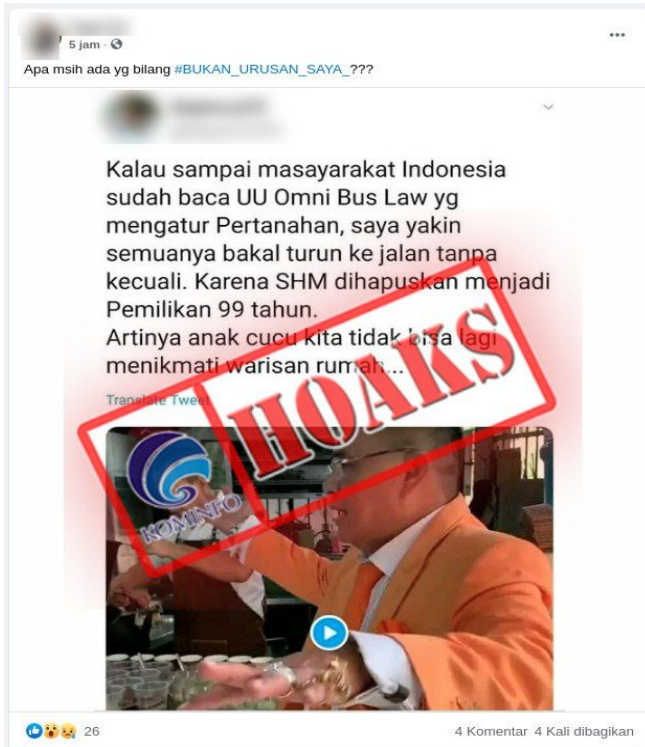 5 jam
Apa msih ada yg bilang #BUKAN_URUSAN_SAYA_???
Kalau sampai masayarakat Indonesia
sudah baca UU Omni Bus Law yg
mengatur Pertanahan, saya yakin
semuanya bakal turun ke jalan tanpa
kecuali. Karena SHM dihapuskan menjadi
Pemilikan 99 tahun.
Artinya anak cucu kita tidak bisa lagi
menikmati warisan rumah...
Translate Tweet
HOAKS
KOMINFO
26
4 Komentar 4 Kali dibagikan